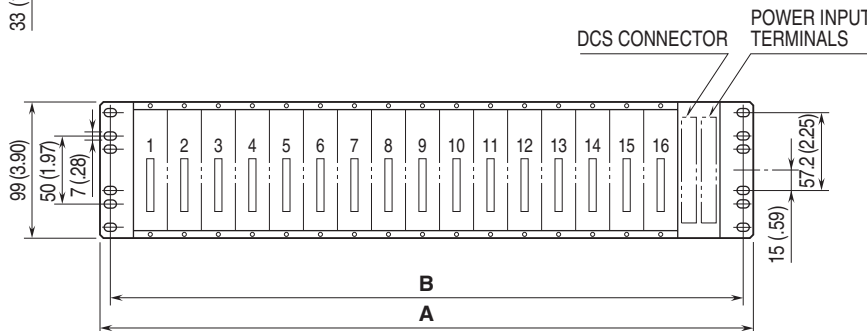 33 (
DCS CONNECTOR
POWER INPUT
TERMINALS
99 (3.90)
50 (1.97)
7 (.28)
1 2 3 4 5 6 7 8 9 10 11 12 13 14 15 16
57.2 (2.25)
15 (.59)
B
A